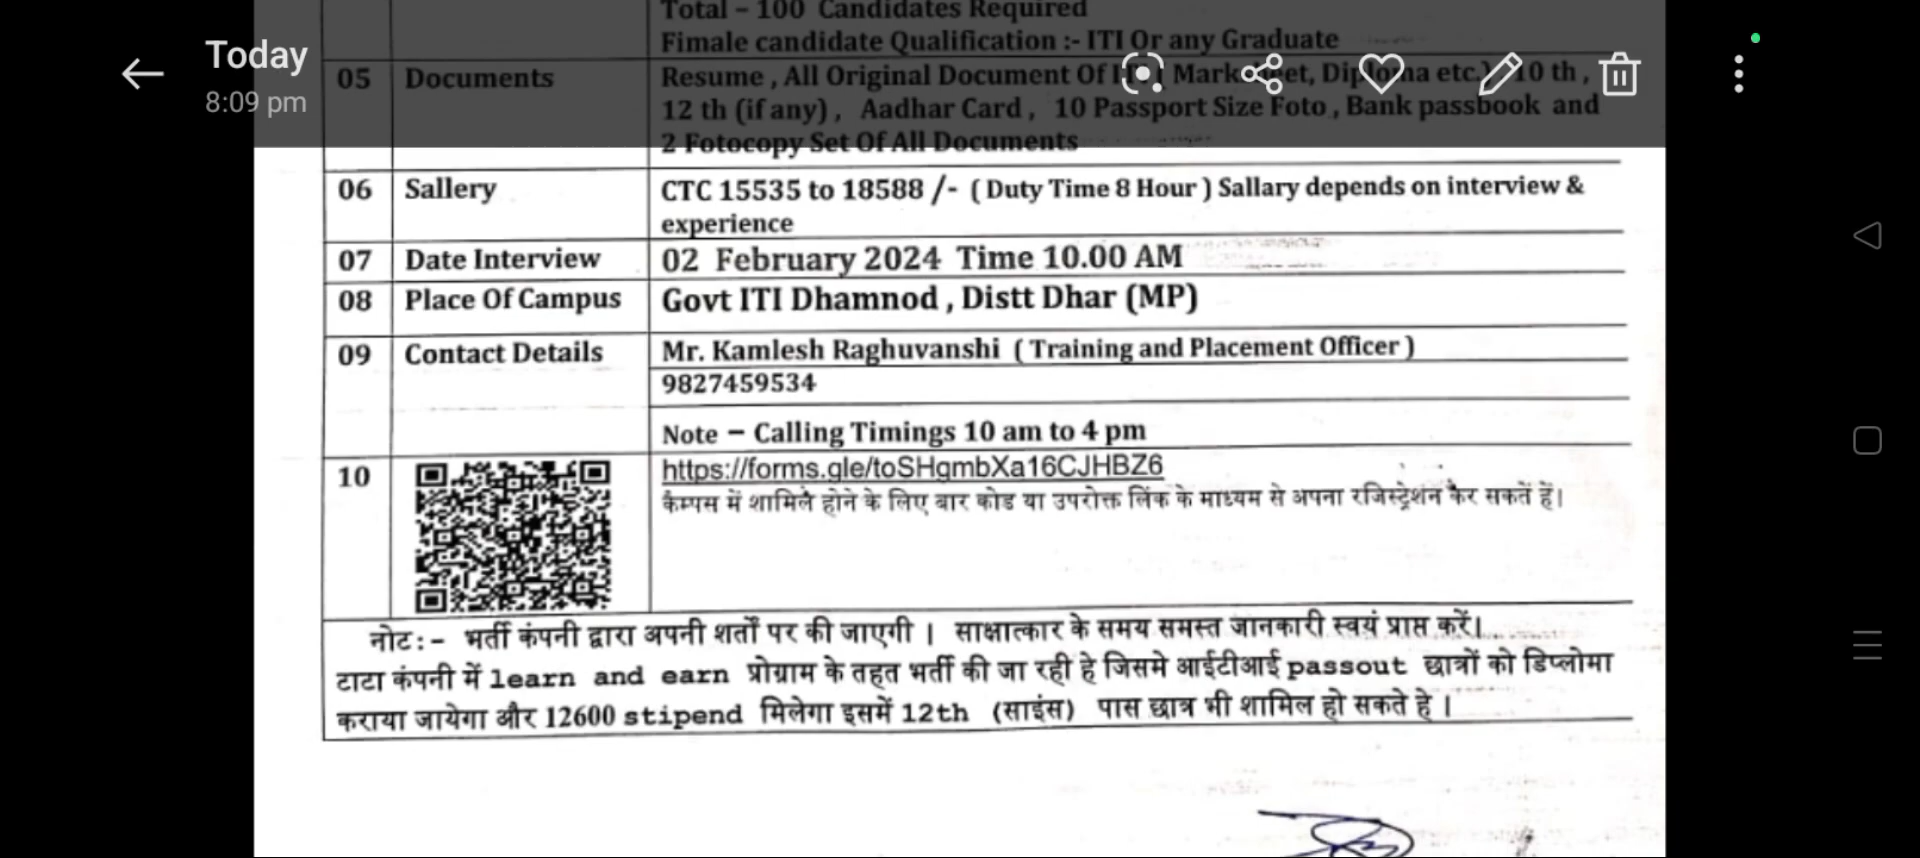 Total – 100 Candidates Required
Fimale candidate Qualification :- ITI Or any Graduate
Today
8:09 pm
05 Documents Resume , All Original Document Of Marksheet, Diploma etc.) 10 th ,
12 th (if any) , Aadhar Card , 10 Passport Size Foto , Bank passbook and
2 Fotocopy Set Of All Documents
06 Sallery CTC 15535 to 18588 /- ( Duty Time 8 Hour ) Sallary depends on interview &
experience
07 Date Interview 02 February 2024 Time 10.00 AM
08 Place Of Campus Govt ITI Dhamnod , Distt Dhar (MP)
09 Contact Details Mr. Kamlesh Raghuvanshi ( Training and Placement Officer )
9827459534
Note – Calling Timings 10 am to 4 pm
10 https://forms.gle/toSHgmbXa16CJHBZ6
कैम्पस में शामिल होने के लिए बार कोड या उपरोक्त लिंक के माध्यम से अपना रजिस्ट्रेशन कर सकतें हैं।
नोट:- भर्ती कंपनी द्वारा अपनी शर्तों पर की जाएगी । साक्षात्कार के समय समस्त जानकारी स्वयं प्राप्त करें।
टाटा कंपनी में learn and earn प्रोग्राम के तहत भर्ती की जा रही हे जिसमे आईटीआई passout छात्रों को डिप्लोमा
कराया जायेगा और 12600 stipend मिलेगा इसमें 12th (साइंस) पास छात्र भी शामिल हो सकते हे ।